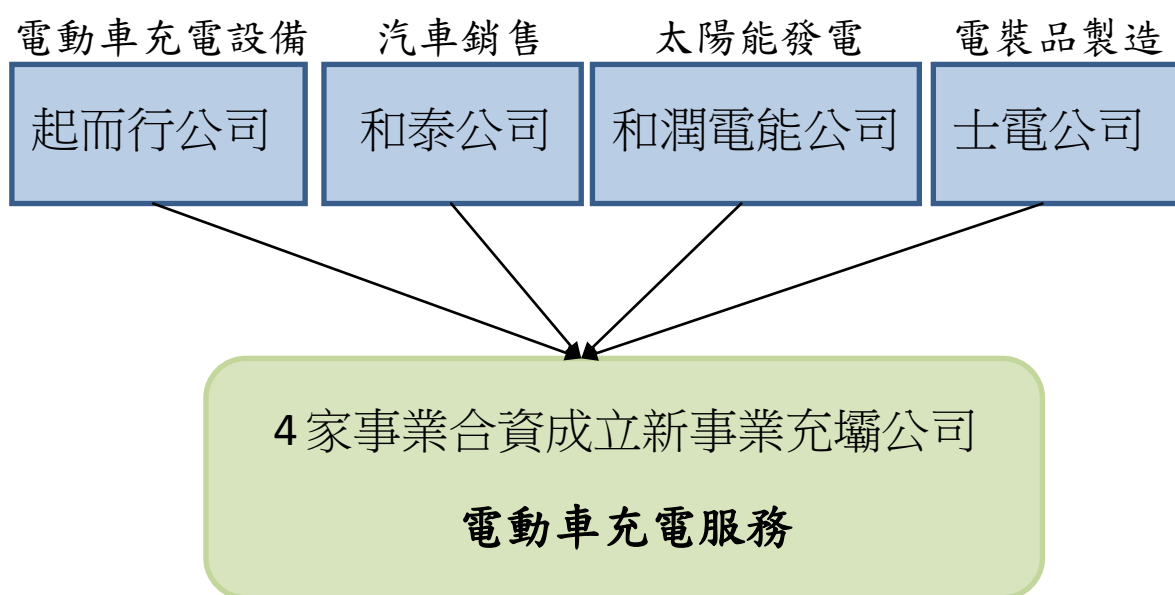 電動車充電設備 汽車銷售 太陽能發電 電裝品製造
起而行公司 和泰公司 和潤電能公司 士電公司
4家事業合資成立新事業充壩公司
電動車充電服務